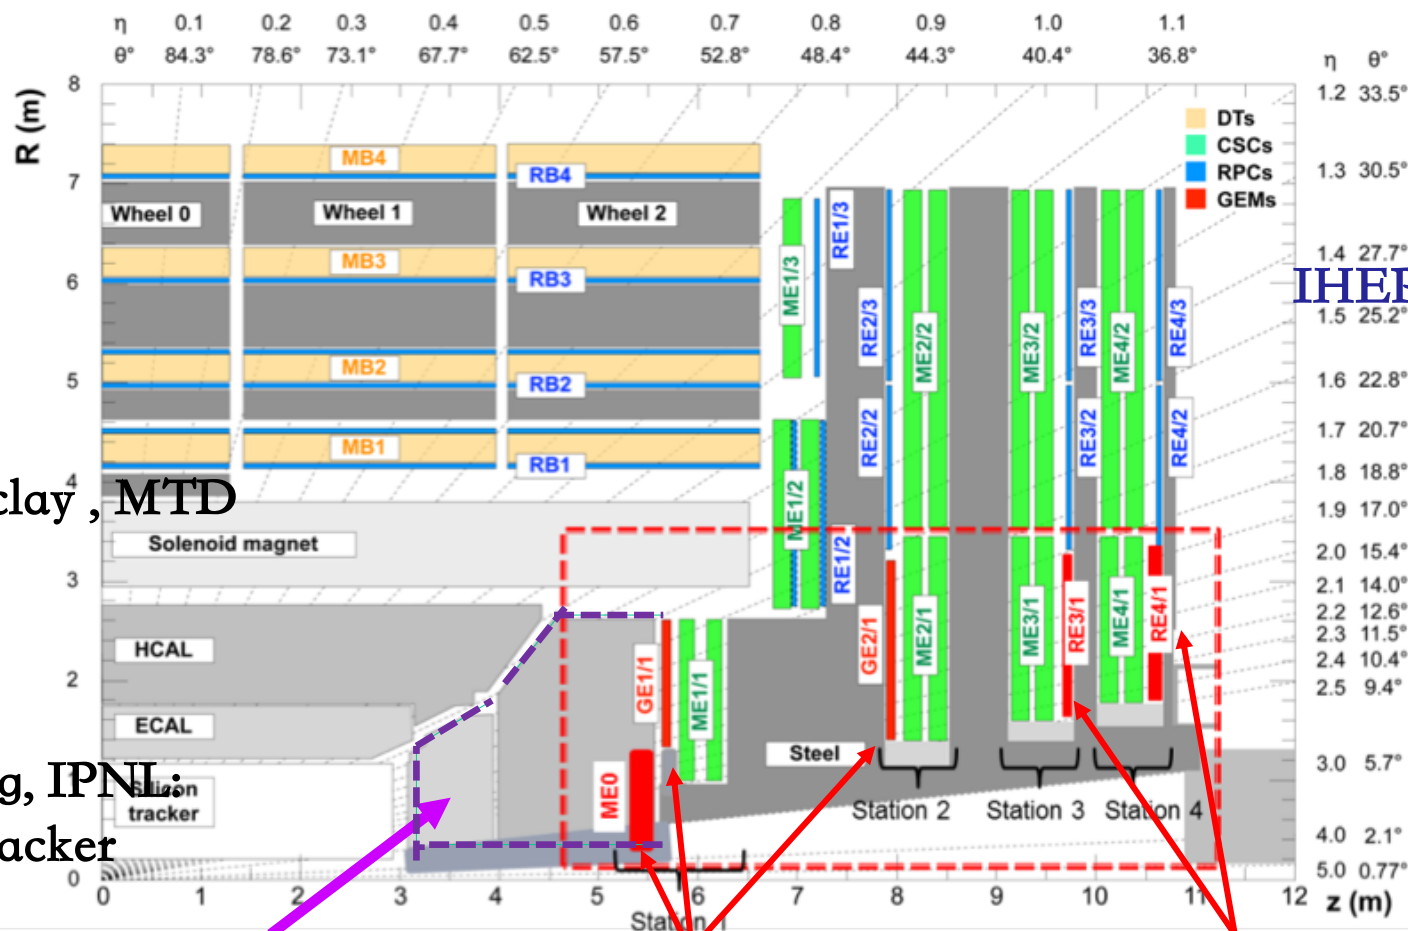 η 0.1 0.2 0.3 0.4 0.5 0.6 0.7 0.8 0.9 1.0 1.1
θ° 84.3° 78.6° 73.1° 67.7° 62.5° 57.5° 52.8° 48.4° 44.3° 40.4° 36.8° η θ°
R (m)
8
7
6
5
4
3
2
0
1.2 33.5°
1.3 30.5°
1.4 27.7°
1.5 25.2°
1.6 22.8°
1.7 20.7°
1.8 18.8°
1.9 17.0°
2.0 15.4°
2.1 14.0°
2.2 12.6°
2.3 11.5°
2.4 10.4°
2.5 9.4°
3.0 5.7°
4.0 2.1°
5.0 0.77°
DTs
CSCs
RPCs
GEMs
IHEP
MB4
RB4
Wheel 0 Wheel 1 Wheel 2
MB3
RB3
MB2
RB2
MB1
RB1
clay , MTD
Solenoid magnet
HCAL
ECAL
Silicon
tracker
g, IPNL:
acker
ME1/3
RE1/3
ME1/2
RE1/2
RE2/3
RE2/2
ME2/2
ME3/2
RE3/3
RE3/2
ME4/2
RE4/3
RE4/2
GE1/1
ME1/1
ME0
GE2/1
ME2/1
ME3/1
RE3/1
ME4/1
RE4/1
Steel
Station 2 Station 3 Station 4
Station 1
0 1 2 3 4 5 6 7 8 9 10 11 12 z (m)